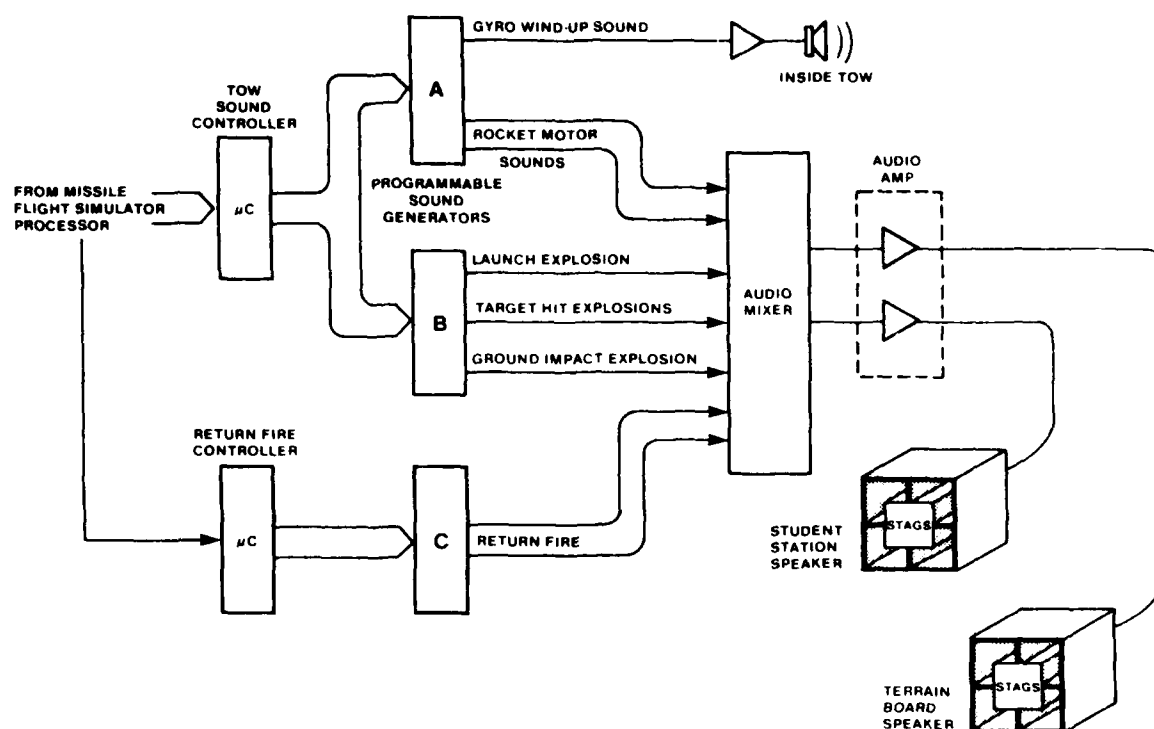 GYRO WIND-UP SOUND
INSIDE TOW
TOW
SOUND
CONTROLLER
A
ROCKET MOTOR
SOUNDS
AUDIO
AMP
FROM MISSILE
FLIGHT SIMULATOR
PROCESSOR
μC
PROGRAMMABLE
SOUND
GENERATORS
LAUNCH EXPLOSION
B
TARGET HIT EXPLOSIONS
GROUND IMPACT EXPLOSION
AUDIO
MIXER
RETURN FIRE
CONTROLLER
μC
C
RETURN FIRE
STAGS
STUDENT
STATION
SPEAKER
STAGS
TERRAIN
BOARD
SPEAKER